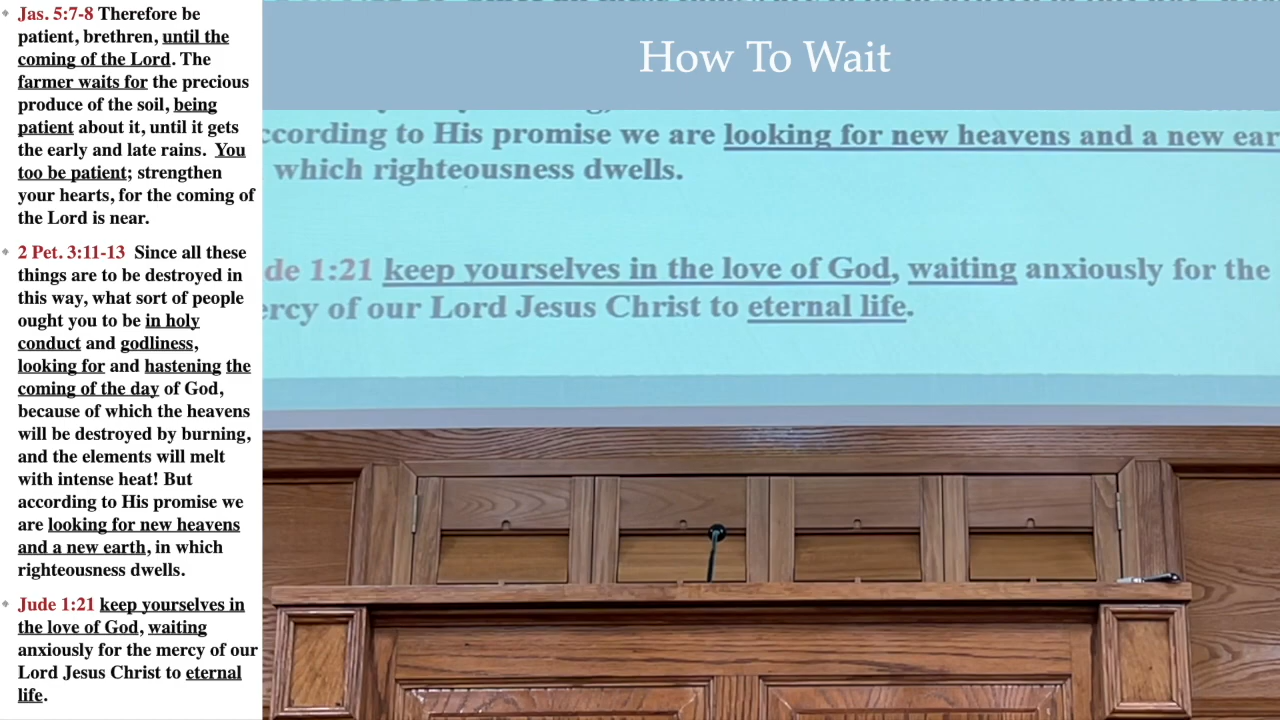 Jas. 5:7-8 Therefore be
patient, brethren, until the
coming of the Lord. The
farmer waits for the precious
produce of the soil, being
patient about it, until it gets
the early and late rains. You
too be patient; strengthen
your hearts, for the coming of
the Lord is near.
2 Pet. 3:11-13 Since all these
things are to be destroyed in
this way, what sort of people
ought you to be in holy
conduct and godliness,
looking for and hastening the
coming of the day of God,
because of which the heavens
will be destroyed by burning,
and the elements will melt
with intense heat! But
according to His promise we
are looking for new heavens
and a new earth, in which
righteousness dwells.
Jude 1:21 keep yourselves in
the love of God, waiting
anxiously for the mercy of our
Lord Jesus Christ to eternal
life.
How To Wait
ccording to His promise we are looking for new heavens and a new ear
which righteousness dwells.
de 1:21 keep yourselves in the love of God, waiting anxiously for the
ercy of our Lord Jesus Christ to eternal life.